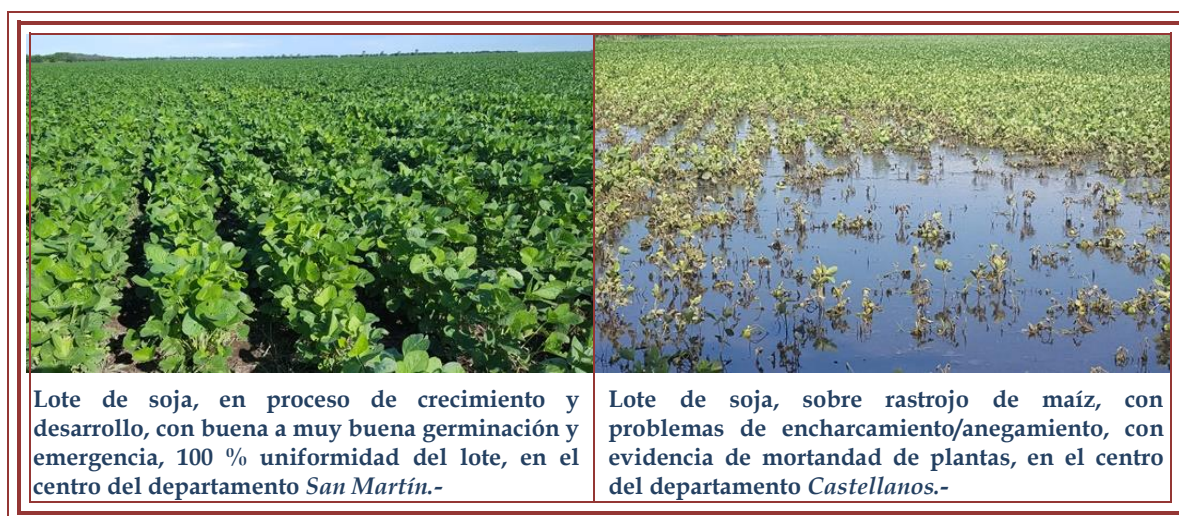 Lote de soja, en proceso de crecimiento y
desarrollo, con buena a muy buena germinación y
emergencia, 100 % uniformidad del lote, en el
centro del departamento San Martín.-
Lote de soja, sobre rastrojo de maíz, con
problemas de encharcamiento/anegamiento, con
evidencia de mortandad de plantas, en el centro
del departamento Castellanos.-